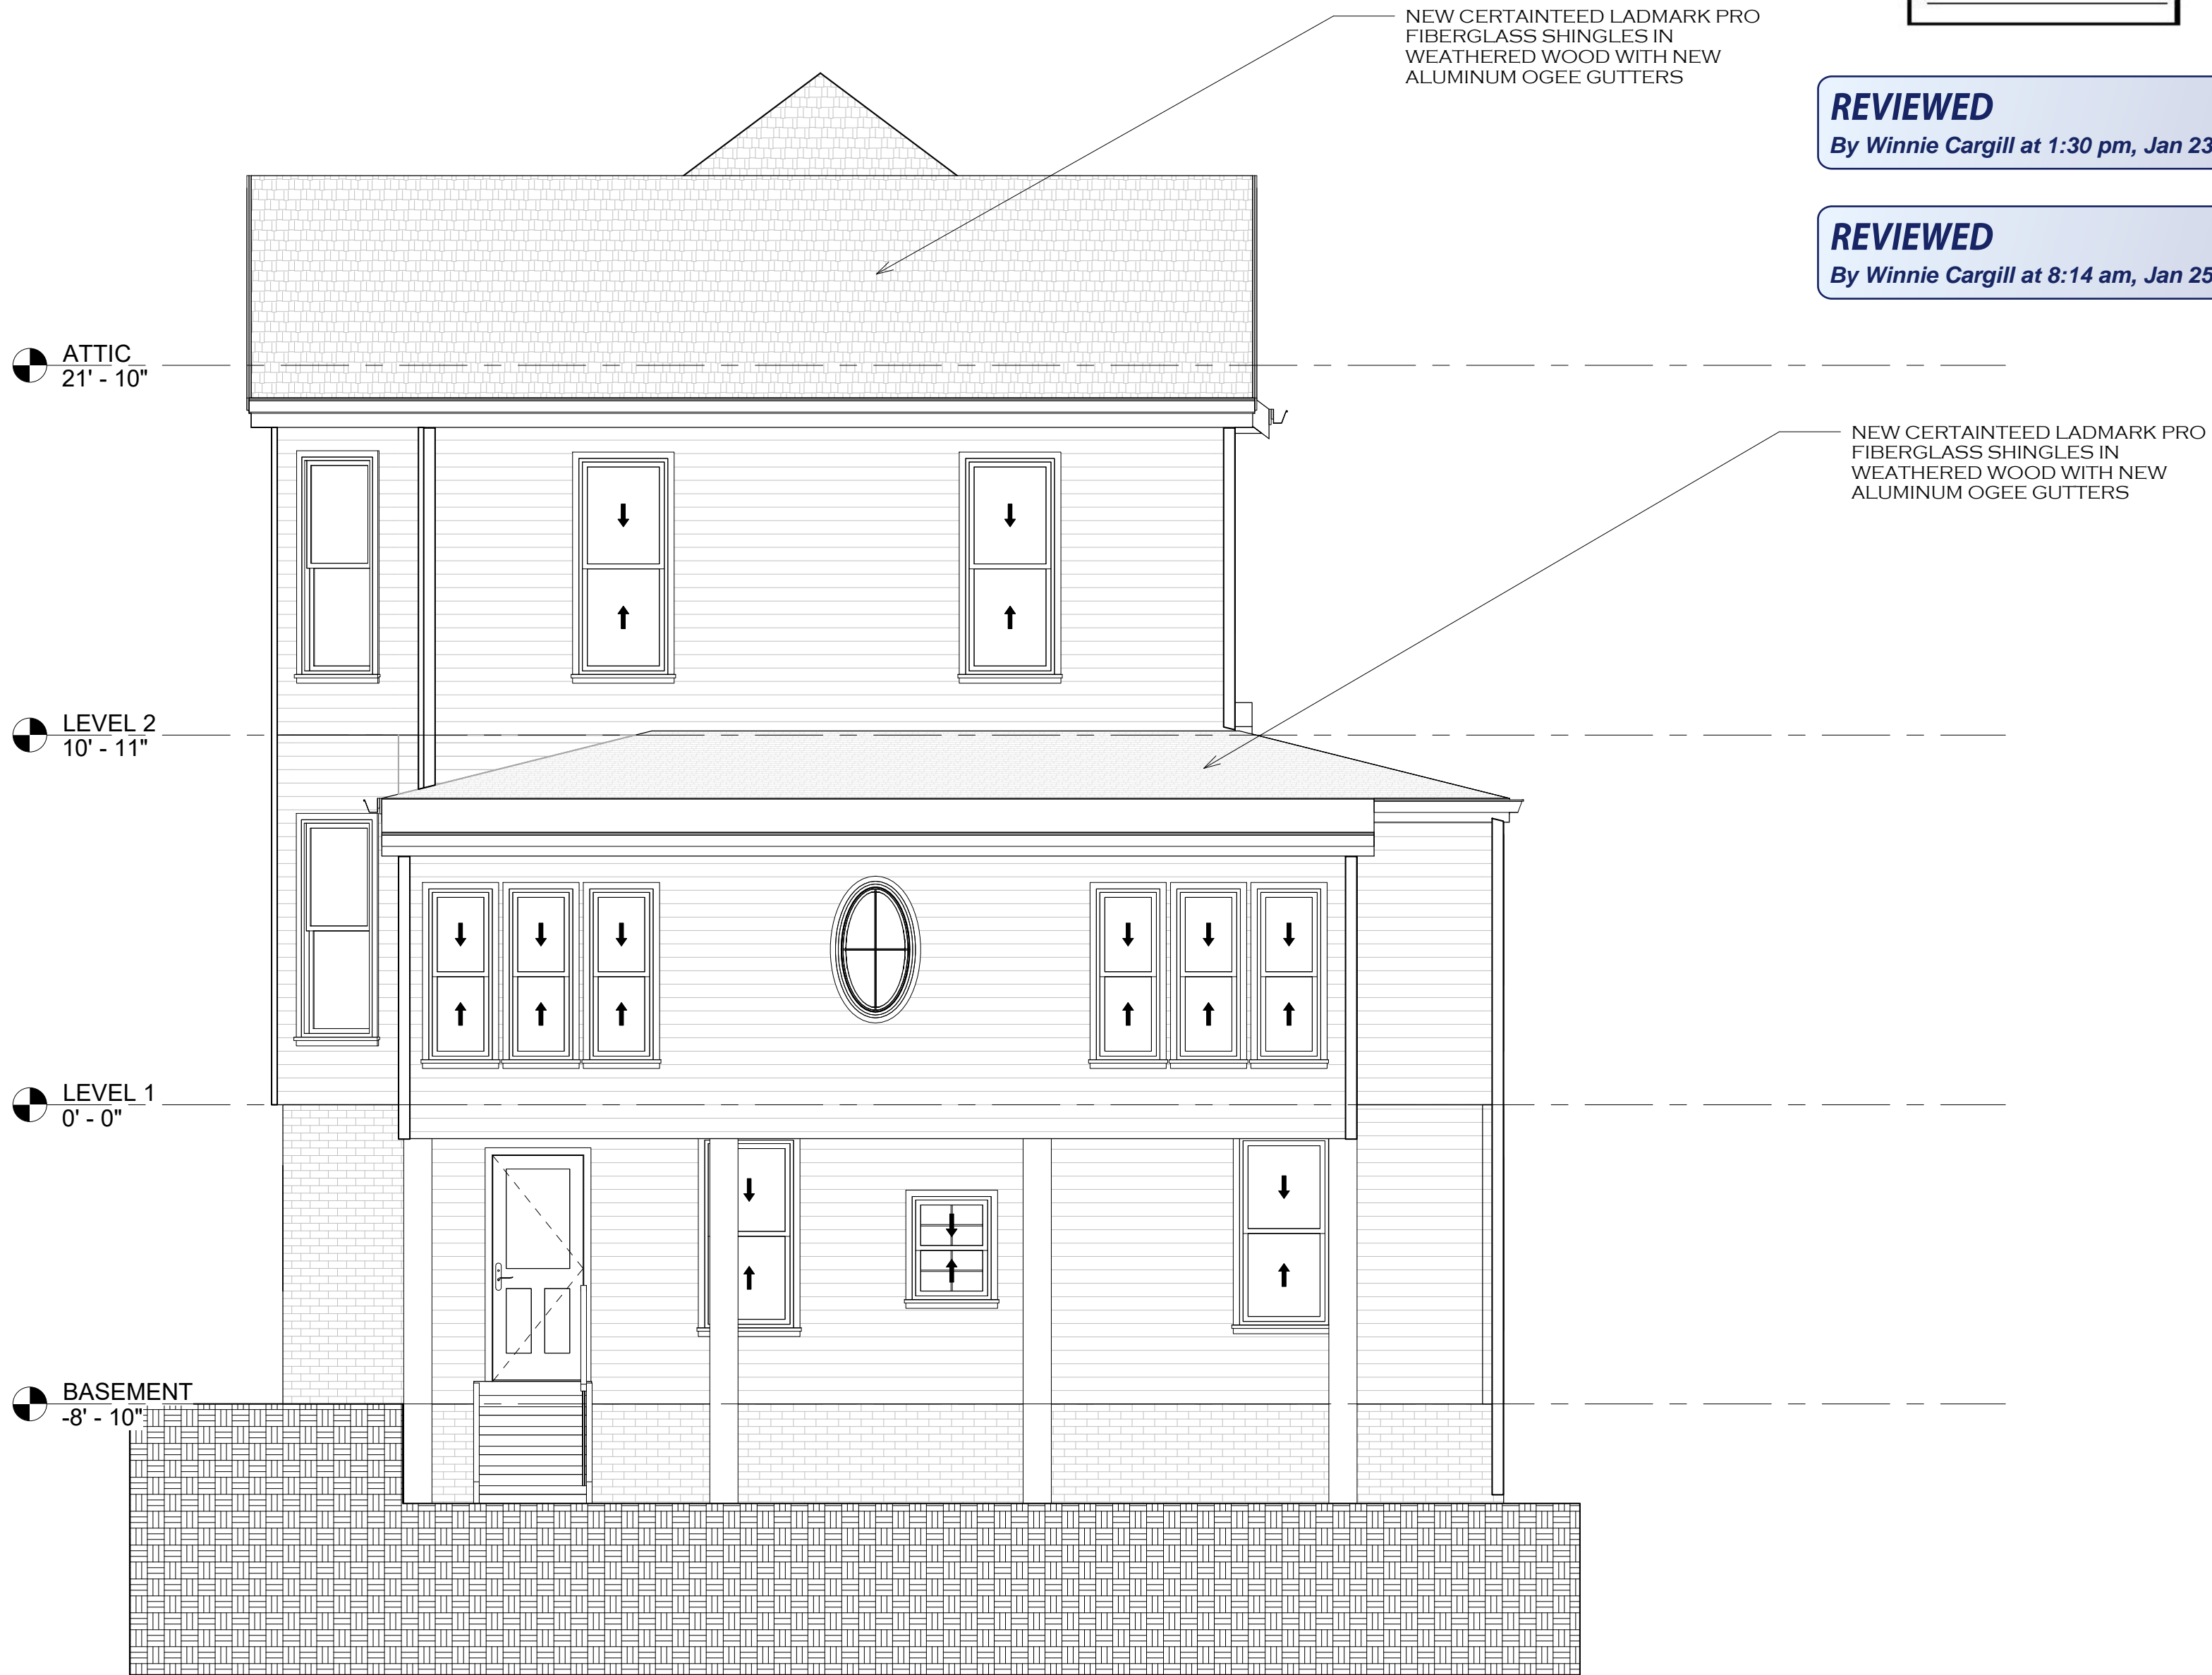 NEW CERTAINTEED LADMARK PRO
FIBERGLASS SHINGLES IN
WEATHERED WOOD WITH NEW
ALUMINUM OGEE GUTTERS
REVIEWED
By Winnie Cargill at 1:30 pm, Jan 23
REVIEWED
By Winnie Cargill at 8:14 am, Jan 25
ATTIC
21' - 10"
NEW CERTAINTEED LADMARK PRO
FIBERGLASS SHINGLES IN
WEATHERED WOOD WITH NEW
ALUMINUM OGEE GUTTERS
LEVEL 2
10' - 11"
LEVEL 1
0' - 0"
BASEMENT
-8' - 10"